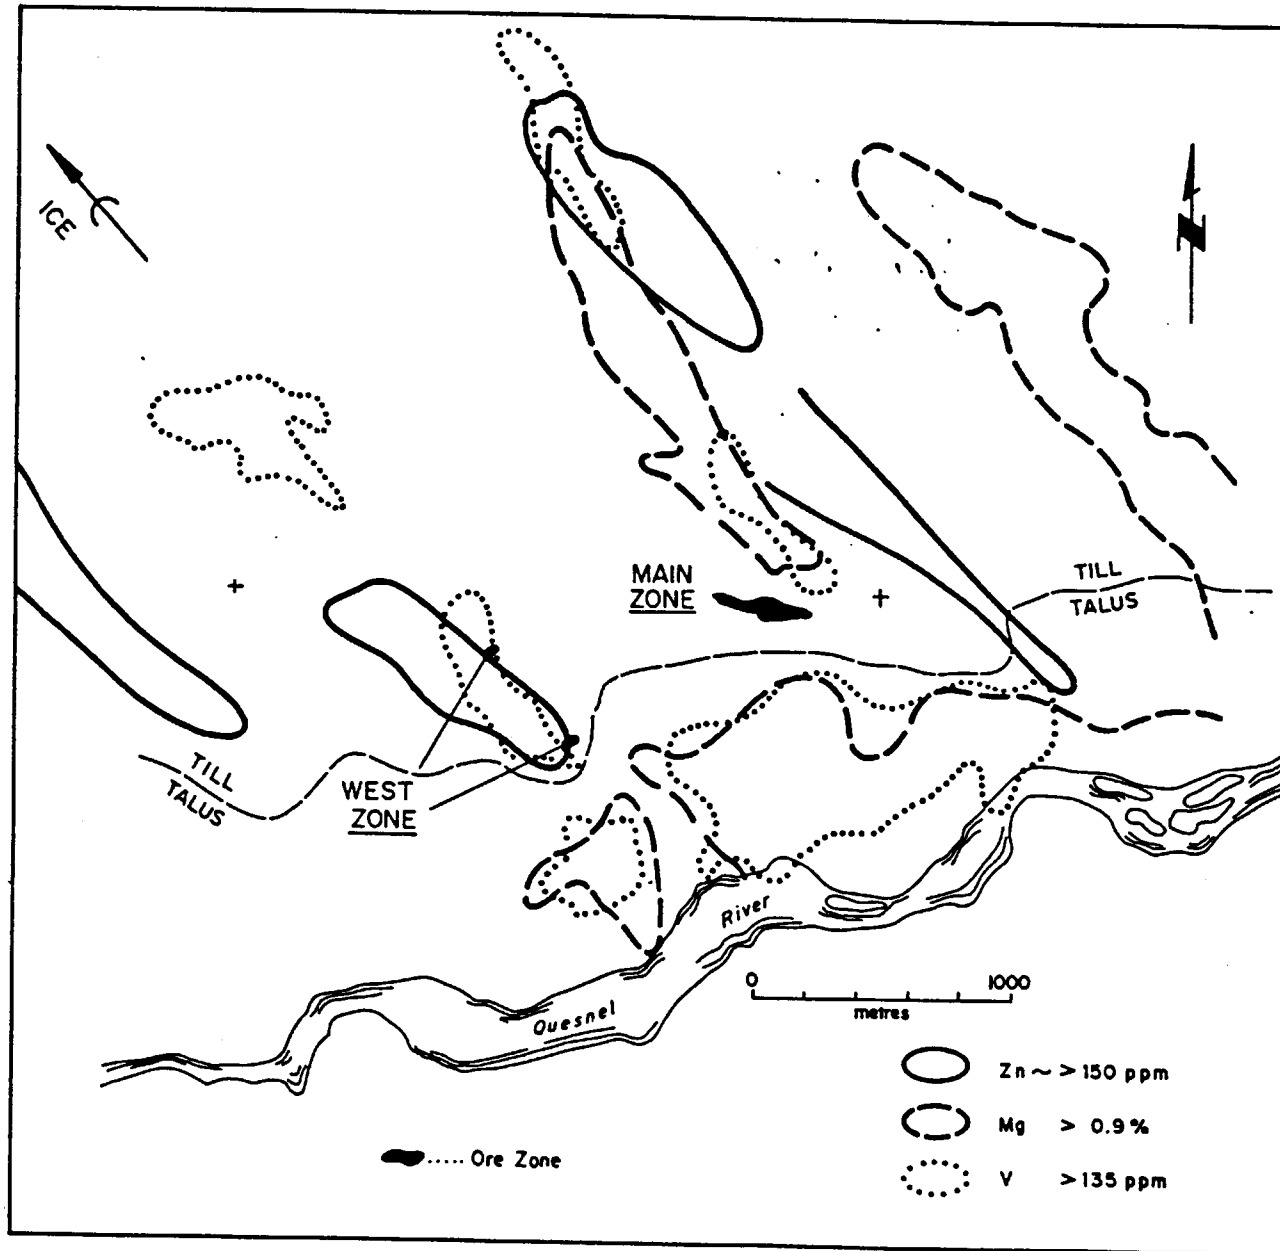 ICE
N
MAIN
ZONE
TILL
TALUS
TILL
TALUS
WEST
ZONE
River
Quesnel
0 1000
metres
Zn ~ > 150 ppm
Mg > 0.9%
V > 135 ppm
..... Ore Zone